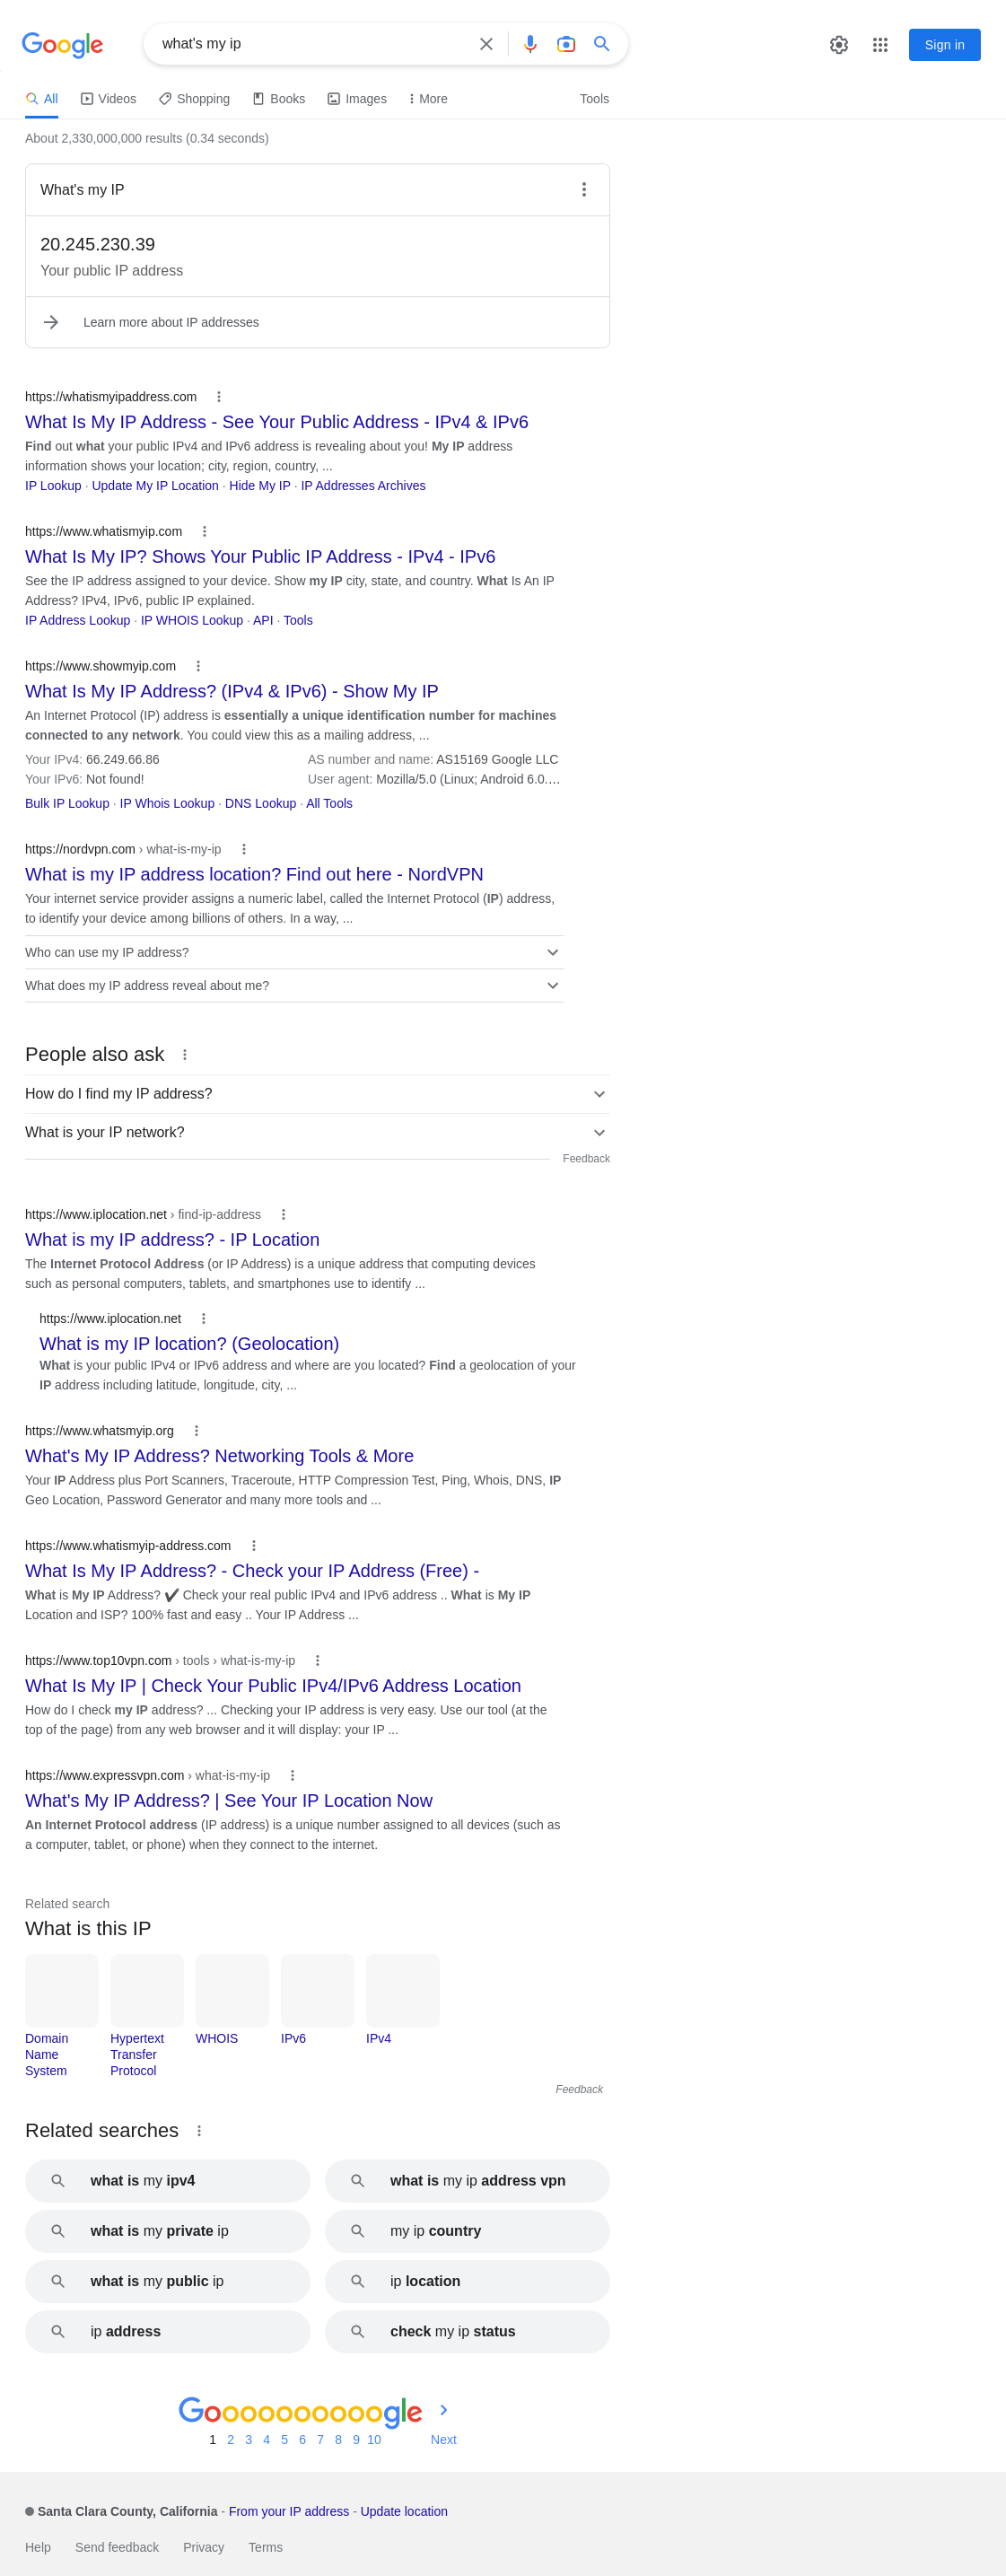 Google
what's my ip
Sign in
All
Videos
Shopping
Books
Images
More
Tools
About 2,330,000,000 results (0.34 seconds)
What's my IP
20.245.230.39
Your public IP address
Learn more about IP addresses
https://whatismyipaddress.com
What Is My IP Address - See Your Public Address - IPv4 & IPv6
Find out what your public IPv4 and IPv6 address is revealing about you! My IP address
information shows your location; city, region, country, ...
IP Lookup · Update My IP Location · Hide My IP · IP Addresses Archives
https://www.whatismyip.com
What Is My IP? Shows Your Public IP Address - IPv4 - IPv6
See the IP address assigned to your device. Show my IP city, state, and country. What Is An IP
Address? IPv4, IPv6, public IP explained.
IP Address Lookup · IP WHOIS Lookup · API · Tools
https://www.showmyip.com
What Is My IP Address? (IPv4 & IPv6) - Show My IP
An Internet Protocol (IP) address is essentially a unique identification number for machines
connected to any network. You could view this as a mailing address, ...
Your IPv4: 66.249.66.86
AS number and name: AS15169 Google LLC
Your IPv6: Not found!
User agent: Mozilla/5.0 (Linux; Android 6.0....
Bulk IP Lookup · IP Whois Lookup · DNS Lookup · All Tools
https://nordvpn.com › what-is-my-ip
What is my IP address location? Find out here - NordVPN
Your internet service provider assigns a numeric label, called the Internet Protocol (IP) address,
to identify your device among billions of others. In a way, ...
Who can use my IP address?
What does my IP address reveal about me?
People also ask
How do I find my IP address?
What is your IP network?
Feedback
https://www.iplocation.net › find-ip-address
What is my IP address? - IP Location
The Internet Protocol Address (or IP Address) is a unique address that computing devices
such as personal computers, tablets, and smartphones use to identify ...
https://www.iplocation.net
What is my IP location? (Geolocation)
What is your public IPv4 or IPv6 address and where are you located? Find a geolocation of your
IP address including latitude, longitude, city, ...
https://www.whatsmyip.org
What's My IP Address? Networking Tools & More
Your IP Address plus Port Scanners, Traceroute, HTTP Compression Test, Ping, Whois, DNS, IP
Geo Location, Password Generator and many more tools and ...
https://www.whatismyip-address.com
What Is My IP Address? - Check your IP Address (Free) -
What is My IP Address? ✔ Check your real public IPv4 and IPv6 address .. What is My IP
Location and ISP? 100% fast and easy .. Your IP Address ...
https://www.top10vpn.com › tools › what-is-my-ip
What Is My IP | Check Your Public IPv4/IPv6 Address Location
How do I check my IP address? ... Checking your IP address is very easy. Use our tool (at the
top of the page) from any web browser and it will display: your IP ...
https://www.expressvpn.com › what-is-my-ip
What's My IP Address? | See Your IP Location Now
An Internet Protocol address (IP address) is a unique number assigned to all devices (such as
a computer, tablet, or phone) when they connect to the internet.
Related search
What is this IP
Domain
Name
System
Hypertext
Transfer
Protocol
WHOIS
IPv6
IPv4
Feedback
Related searches
what is my ipv4
what is my ip address vpn
what is my private ip
my ip country
what is my public ip
ip location
ip address
check my ip status
Goooooooooogle
1 2 3 4 5 6 7 8 9 10 Next
Santa Clara County, California - From your IP address - Update location
Help Send feedback Privacy Terms